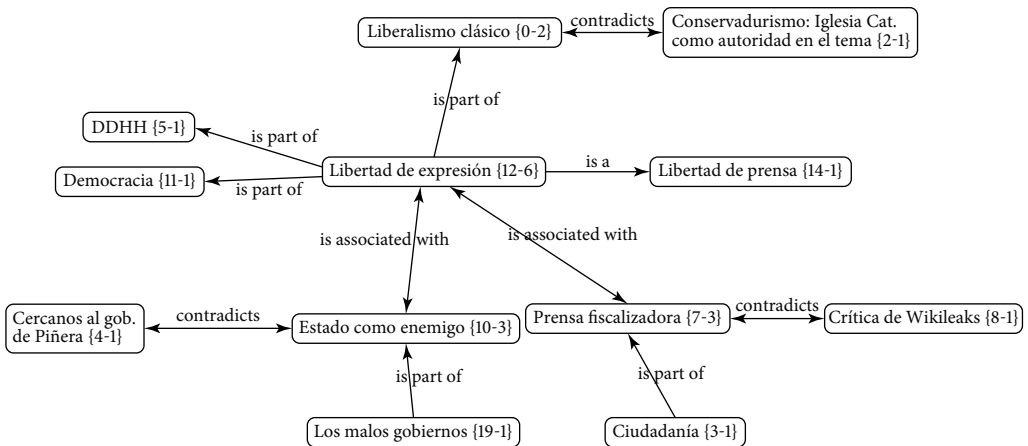 Liberalismo clásico {0-2}
contradicts
Conservadurismo: Iglesia Cat.
como autoridad en el tema {2-1}
is part of
DDHH {5-1}
is part of
Libertad de expresión {12-6}
is a
Libertad de prensa {14-1}
Democracia {11-1}
is part of
is associated with
is associated with
Cercanos al gob.
de Piñera {4-1}
contradicts
Estado como enemigo {10-3}
Prensa fiscalizadora {7-3}
contradicts
Crítica de Wikileaks {8-1}
is part of
is part of
Los malos gobiernos {19-1}
Ciudadanía {3-1}